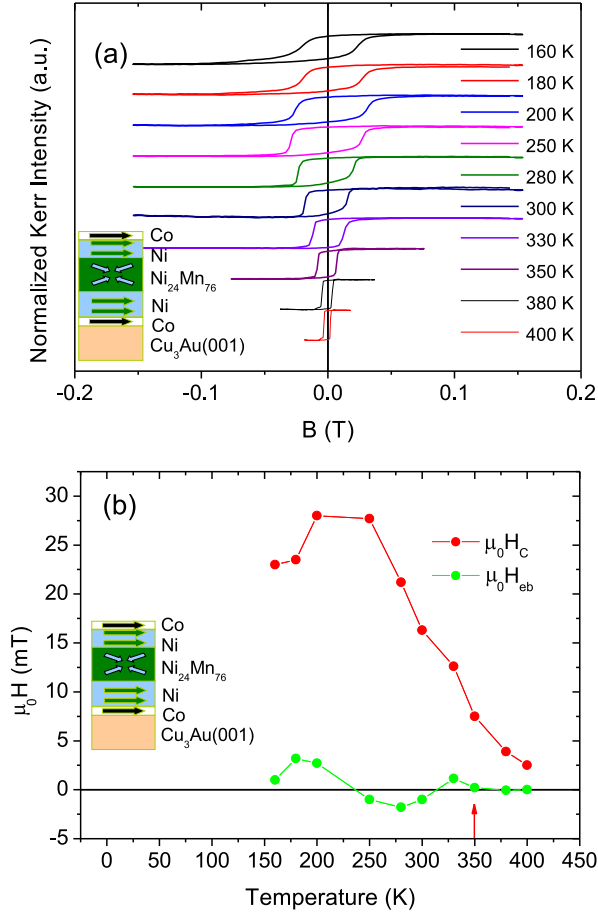 (a)
Normalized Kerr Intensity (a.u.)
160 K
180 K
200 K
250 K
280 K
300 K
330 K
350 K
380 K
400 K
Co
Ni
Ni24Mn76
Ni
Co
Cu3Au(001)
-0.2 -0.1 0.0 0.1 0.2
B (T)
(b)
μ0H (mT)
30
25
20
15
10
5
0
-5
μ0HC
μ0Heb
Co
Ni
Ni24Mn76
Ni
Co
Cu3Au(001)
0 50 100 150 200 250 300 350 400 450
Temperature (K)